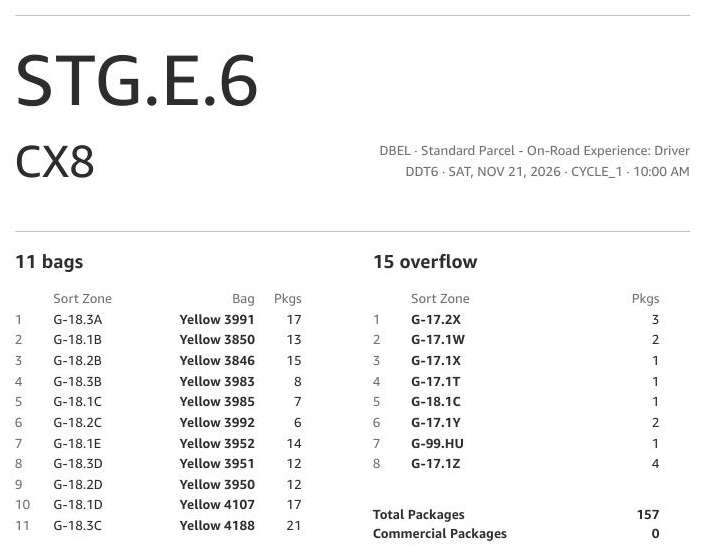 STG.E.6
CX8
DBEL · Standard Parcel - On-Road Experience: Driver
DDT6 · SAT, NOV 21, 2026 · CYCLE_1 · 10:00 AM
11 bags
Sort Zone Bag Pkgs
1 G-18.3A Yellow 3991 17
2 G-18.1B Yellow 3850 13
3 G-18.2B Yellow 3846 15
4 G-18.3B Yellow 3983 8
5 G-18.1C Yellow 3985 7
6 G-18.2C Yellow 3992 6
7 G-18.1E Yellow 3952 14
8 G-18.3D Yellow 3951 12
9 G-18.2D Yellow 3950 12
10 G-18.1D Yellow 4107 17
11 G-18.3C Yellow 4188 21
15 overflow
Sort Zone Pkgs
1 G-17.2X 3
2 G-17.1W 2
3 G-17.1X 1
4 G-17.1T 1
5 G-18.1C 1
6 G-17.1Y 2
7 G-99.HU 1
8 G-17.1Z 4
Total Packages 157
Commercial Packages 0